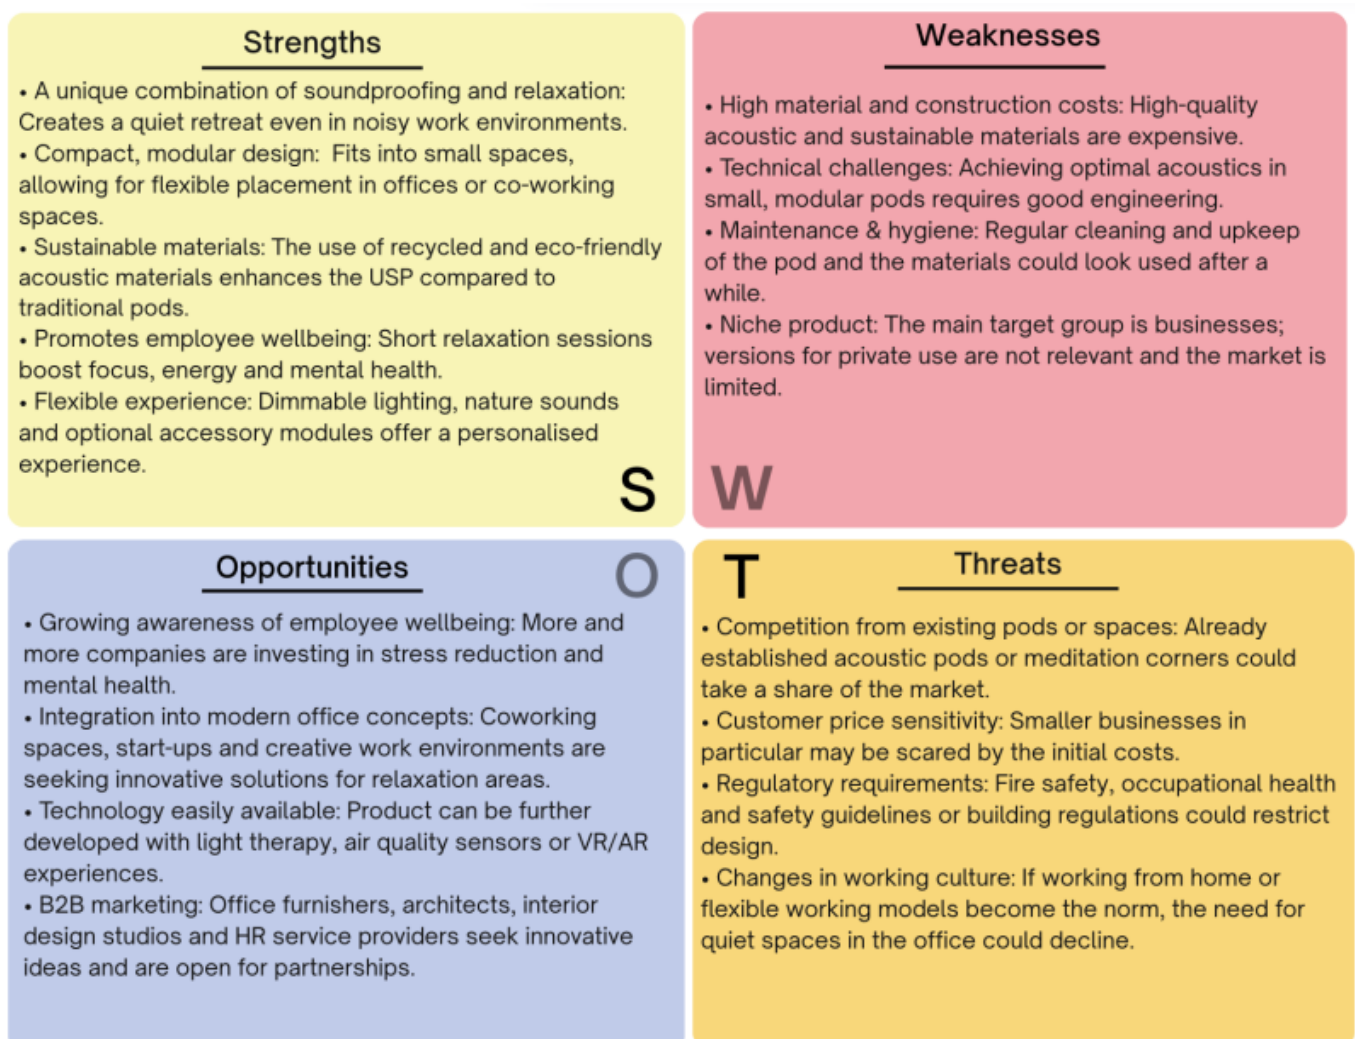 Strengths
• A unique combination of soundproofing and relaxation:
Creates a quiet retreat even in noisy work environments.
• Compact, modular design:  Fits into small spaces,
allowing for flexible placement in offices or co-working
spaces.
• Sustainable materials: The use of recycled and eco-friendly
acoustic materials enhances the USP compared to
traditional pods.
• Promotes employee wellbeing: Short relaxation sessions
boost focus, energy and mental health.
• Flexible experience: Dimmable lighting, nature sounds
and optional accessory modules offer a personalised
experience.
S
Weaknesses
• High material and construction costs: High-quality
acoustic and sustainable materials are expensive.
• Technical challenges: Achieving optimal acoustics in
small, modular pods requires good engineering.
• Maintenance & hygiene: Regular cleaning and upkeep
of the pod and the materials could look used after a
while.
• Niche product: The main target group is businesses;
versions for private use are not relevant and the market is
limited.
W
Opportunities
O
• Growing awareness of employee wellbeing: More and
more companies are investing in stress reduction and
mental health.
• Integration into modern office concepts: Coworking
spaces, start-ups and creative work environments are
seeking innovative solutions for relaxation areas.
• Technology easily available: Product can be further
developed with light therapy, air quality sensors or VR/AR
experiences.
• B2B marketing: Office furnishers, architects, interior
design studios and HR service providers seek innovative
ideas and are open for partnerships.
T
Threats
• Competition from existing pods or spaces: Already
established acoustic pods or meditation corners could
take a share of the market.
• Customer price sensitivity: Smaller businesses in
particular may be scared by the initial costs.
• Regulatory requirements: Fire safety, occupational health
and safety guidelines or building regulations could restrict
design.
• Changes in working culture: If working from home or
flexible working models become the norm, the need for
quiet spaces in the office could decline.